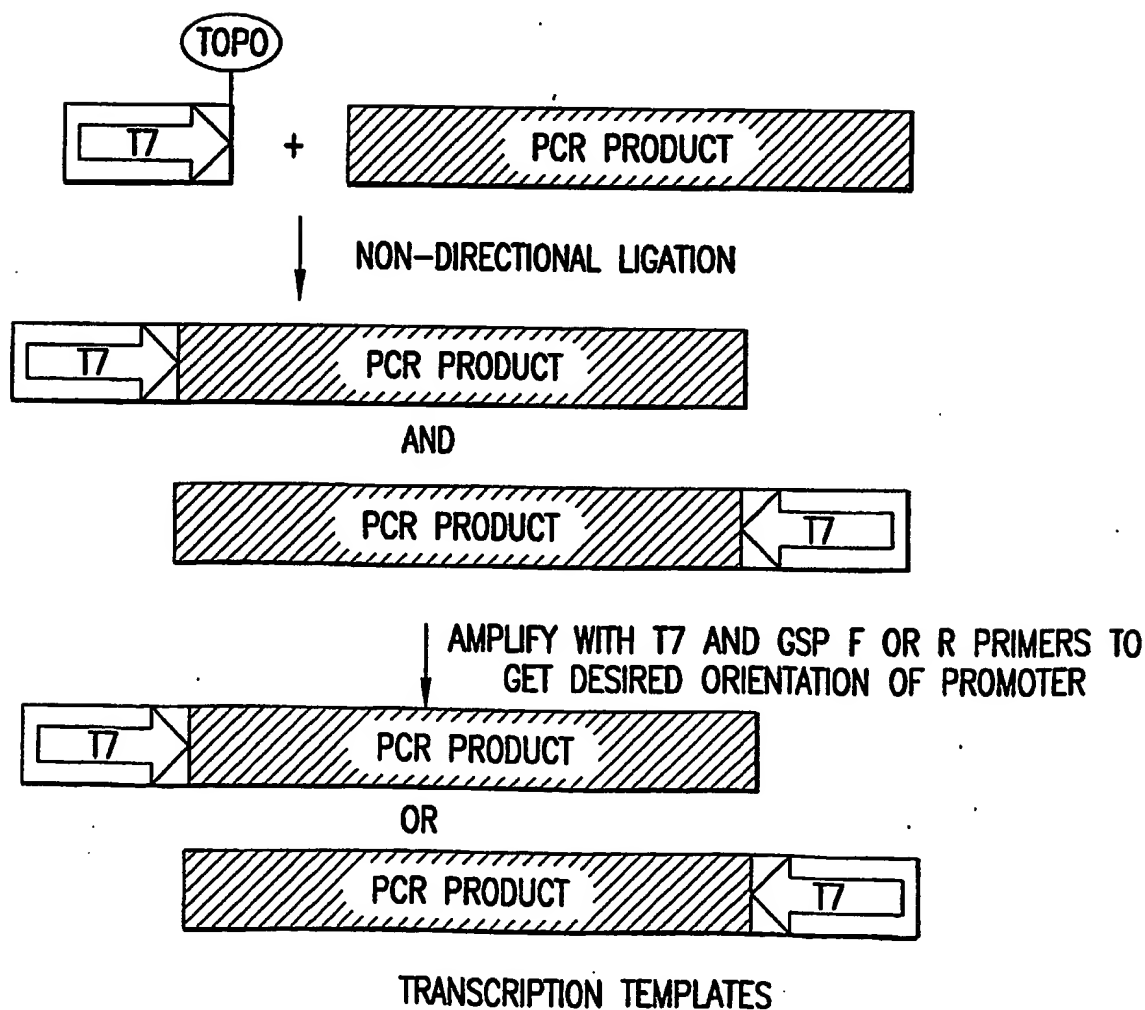 TOPO
T7
+
PCR PRODUCT
NON-DIRECTIONAL LIGATION
T7
PCR PRODUCT
AND
PCR PRODUCT
T7
AMPLIFY WITH T7 AND GSP F OR R PRIMERS TO
GET DESIRED ORIENTATION OF PROMOTER
T7
PCR PRODUCT
OR
PCR PRODUCT
T7
TRANSCRIPTION TEMPLATES